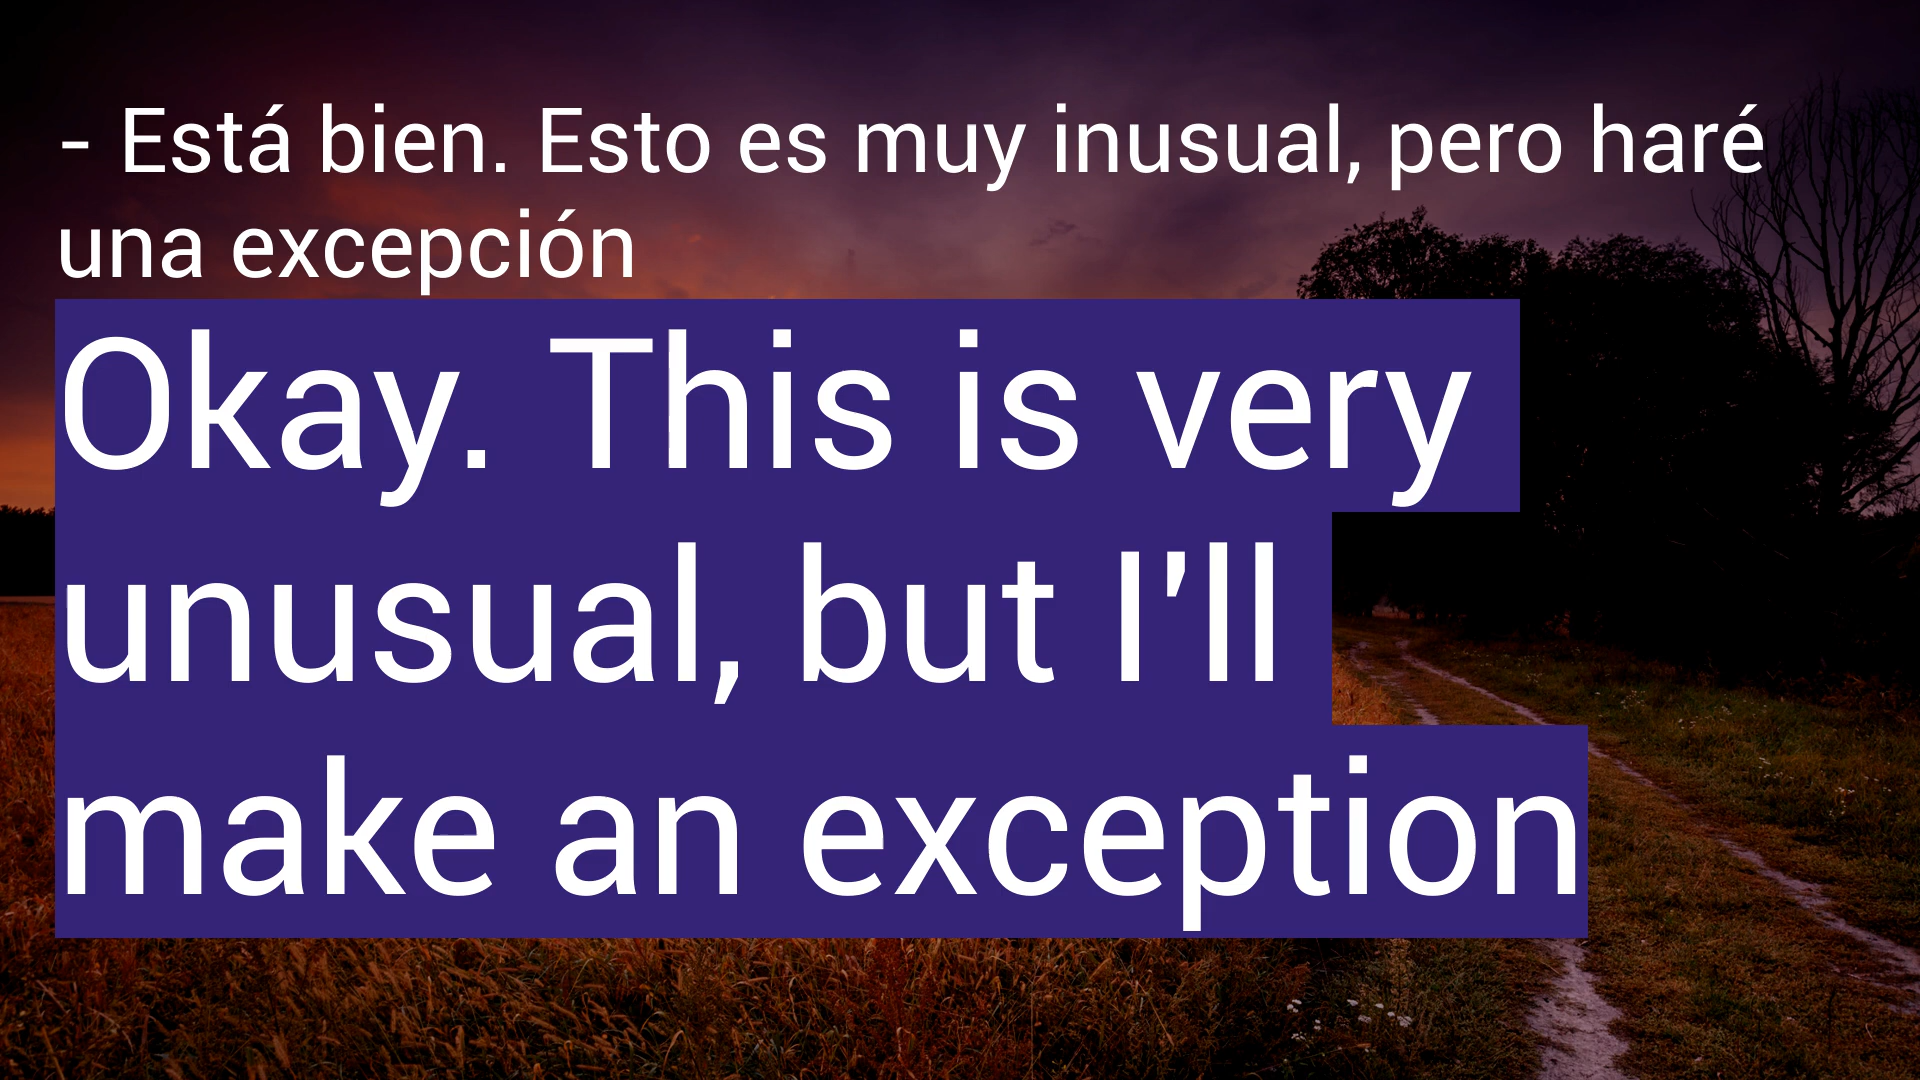 - Está bien. Esto es muy inusual, pero haré
una excepción
Okay. This is very
unusual, but I'll
make an exception